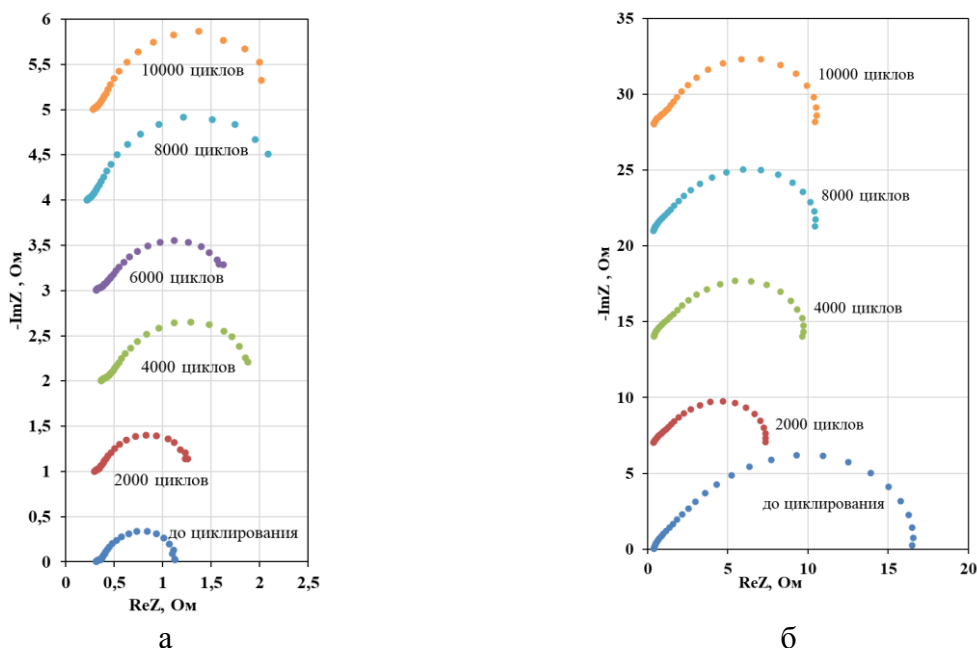 6
5,5
5
4,5
4
3,5
3
2,5
2
1,5
1
0,5
0
-ImZ , Ом
10000 циклов
8000 циклов
6000 циклов
4000 циклов
2000 циклов
до циклирования
0 0,5 1 1,5 2 2,5
ReZ, Ом
а
35
30
25
20
15
10
5
0
-ImZ , Ом
10000 циклов
8000 циклов
4000 циклов
2000 циклов
до циклирования
0 5 10 15 20
ReZ, Ом
б